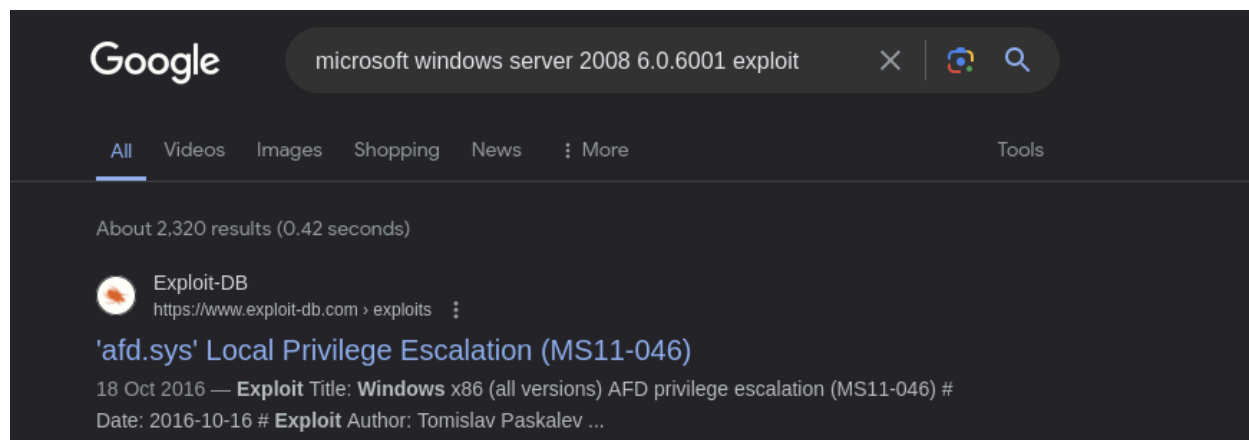 Google microsoft windows server 2008 6.0.6001 exploit
All Videos Images Shopping News More Tools
About 2,320 results (0.42 seconds)
Exploit-DB
https://www.exploit-db.com › exploits
'afd.sys' Local Privilege Escalation (MS11-046)
18 Oct 2016 — Exploit Title: Windows x86 (all versions) AFD privilege escalation (MS11-046) #
Date: 2016-10-16 # Exploit Author: Tomislav Paskalev ...